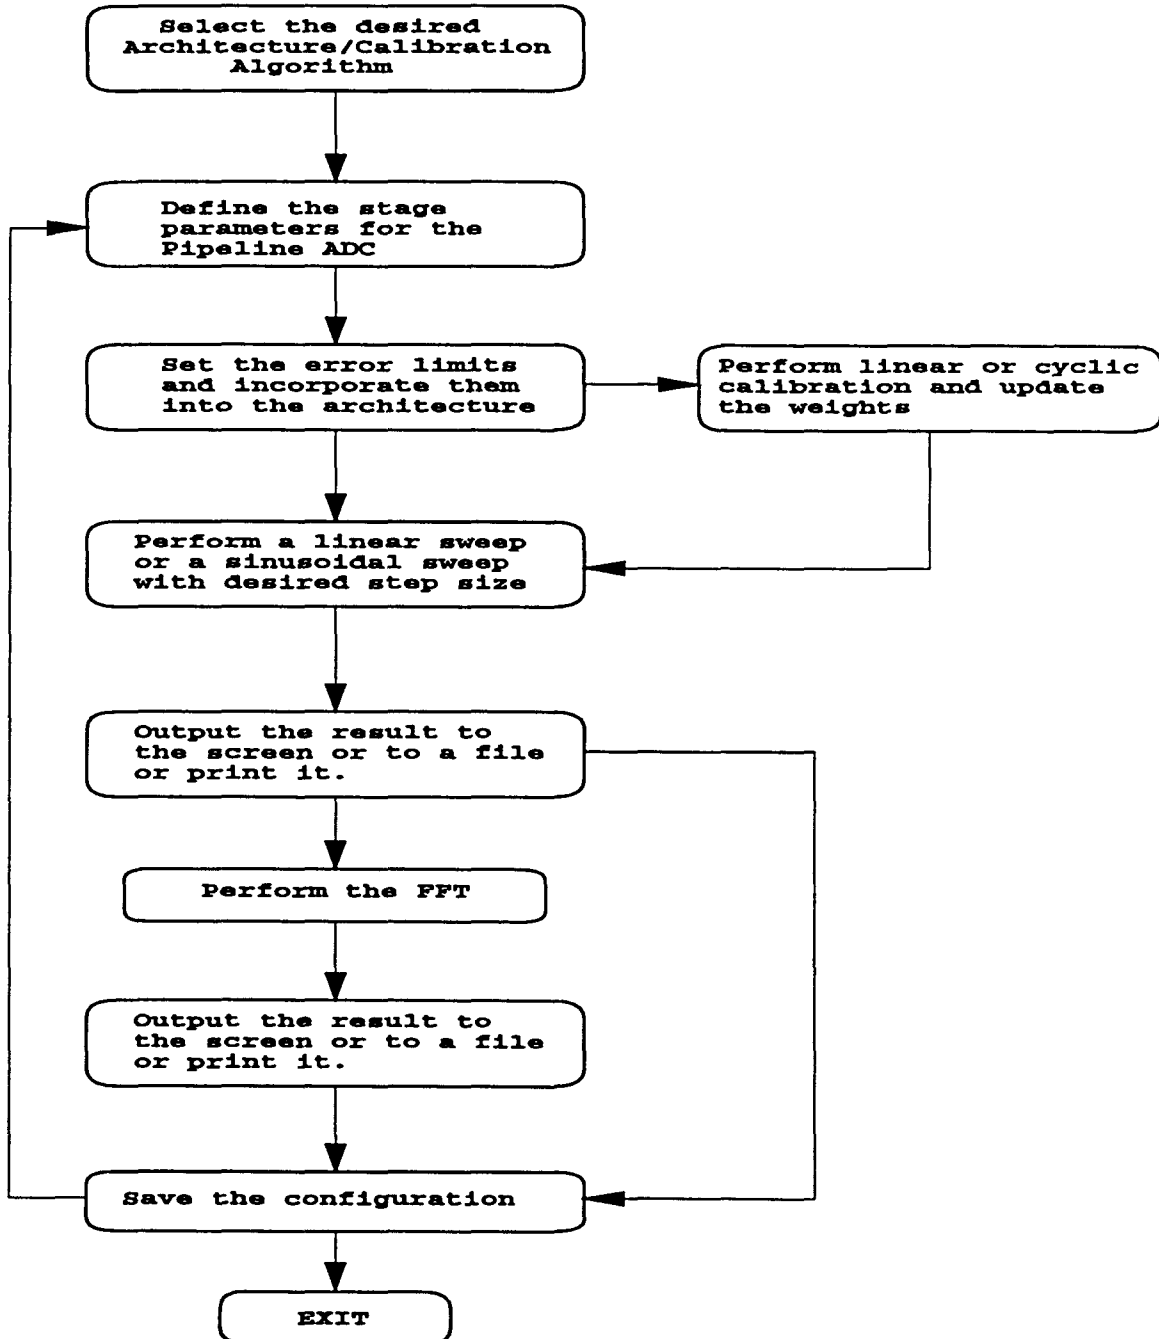 Select the desired
Architecture/Calibration
Algorithm
Define the stage
parameters for the
Pipeline ADC
Set the error limits
and incorporate them
into the architecture
Perform linear or cyclic
calibration and update
the weights
Perform a linear sweep
or a sinusoidal sweep
with desired step size
Output the result to
the screen or to a file
or print it.
Perform the FFT
Output the result to
the screen or to a file
or print it.
Save the configuration
EXIT